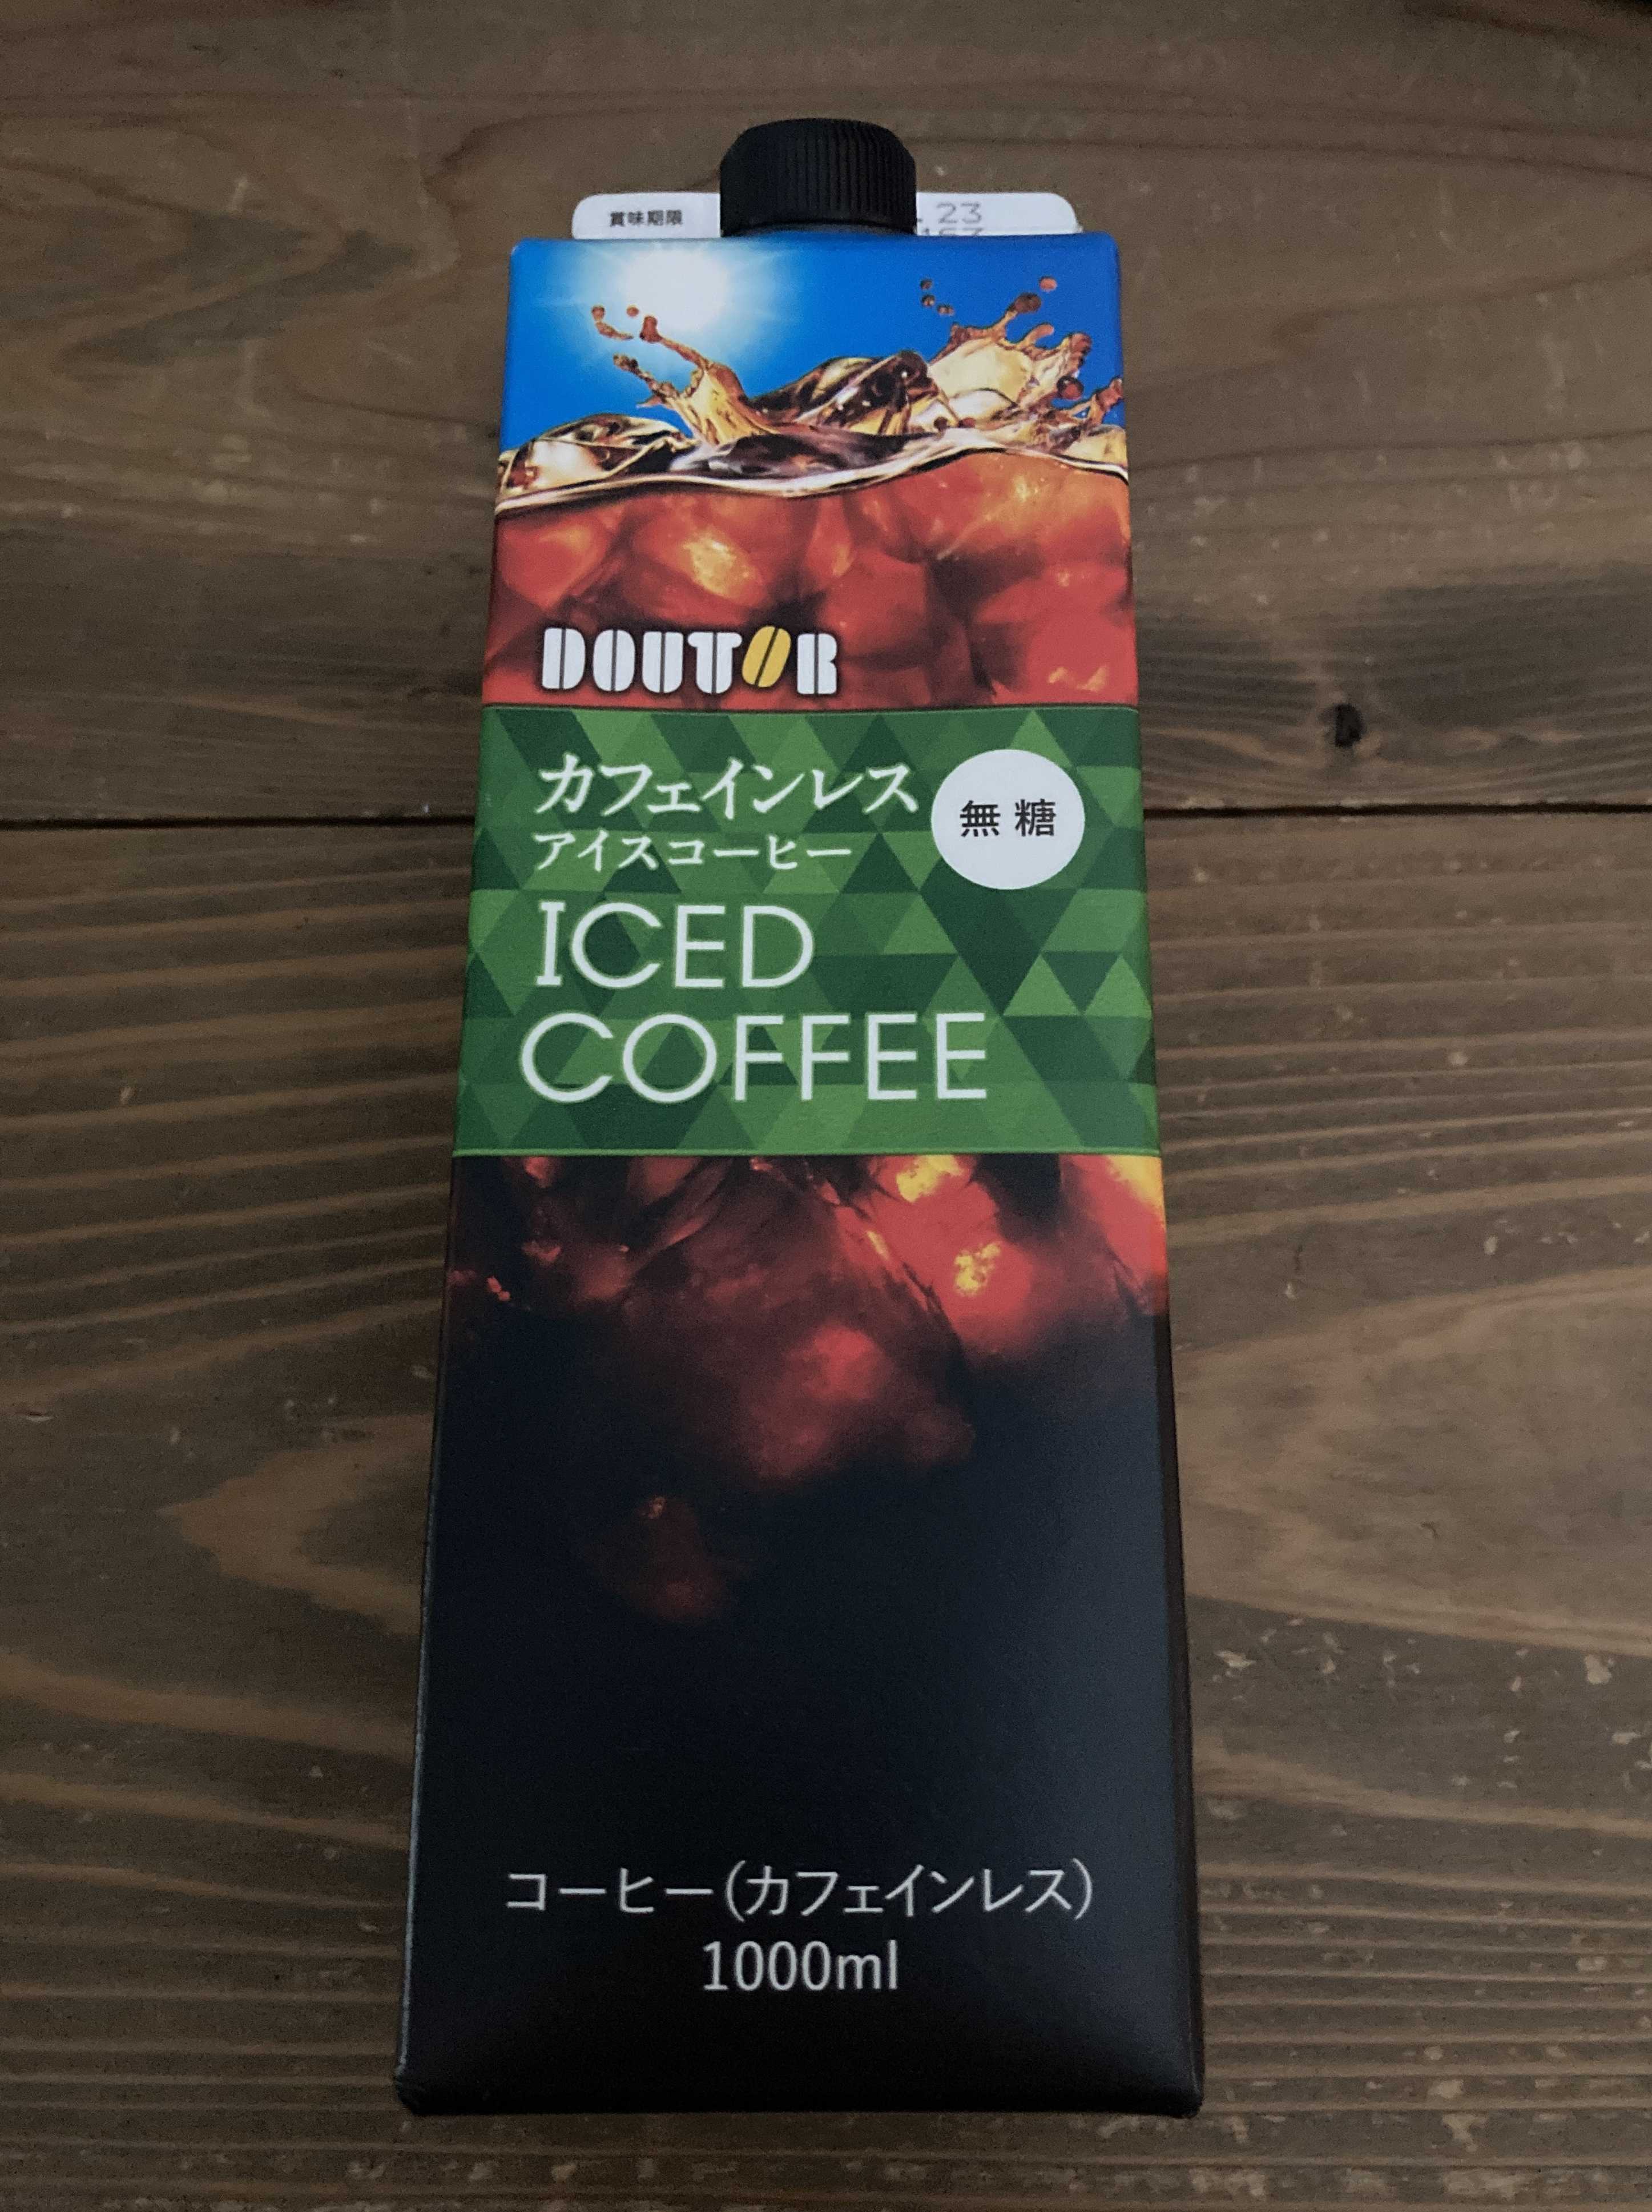 賞味期限
23
DOUTOR
カフェインレス
アイスコーヒー
無糖
ICED
COFFEE
コーヒー(カフェインレス)
1000ml